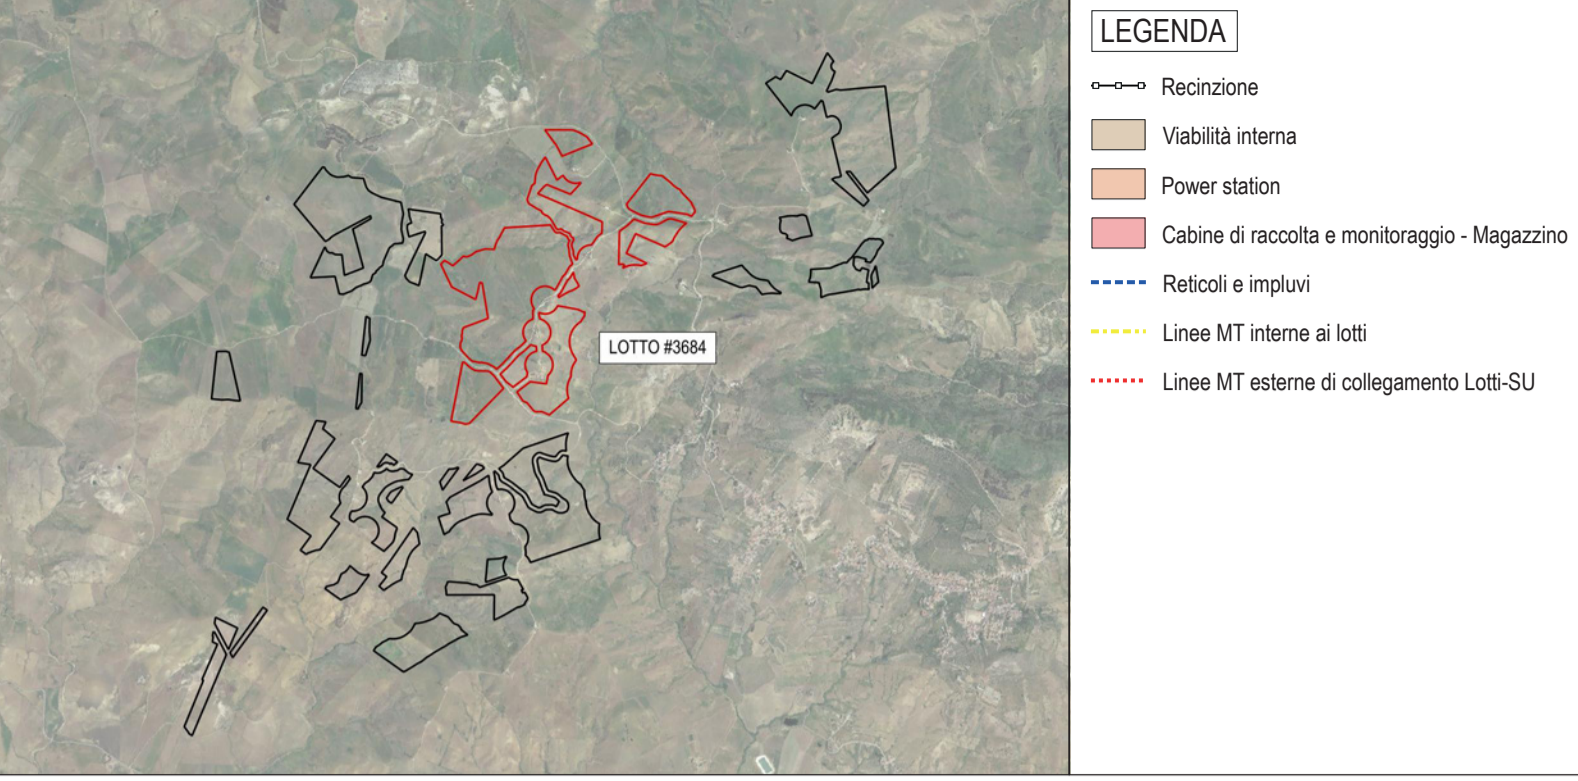 LEGENDA
Recinzione
Viabilità interna
Power station
Cabine di raccolta e monitoraggio - Magazzino
Reticoli e impluvi
Linee MT interne ai lotti
Linee MT esterne di collegamento Lotti-SU
LOTTO #3684